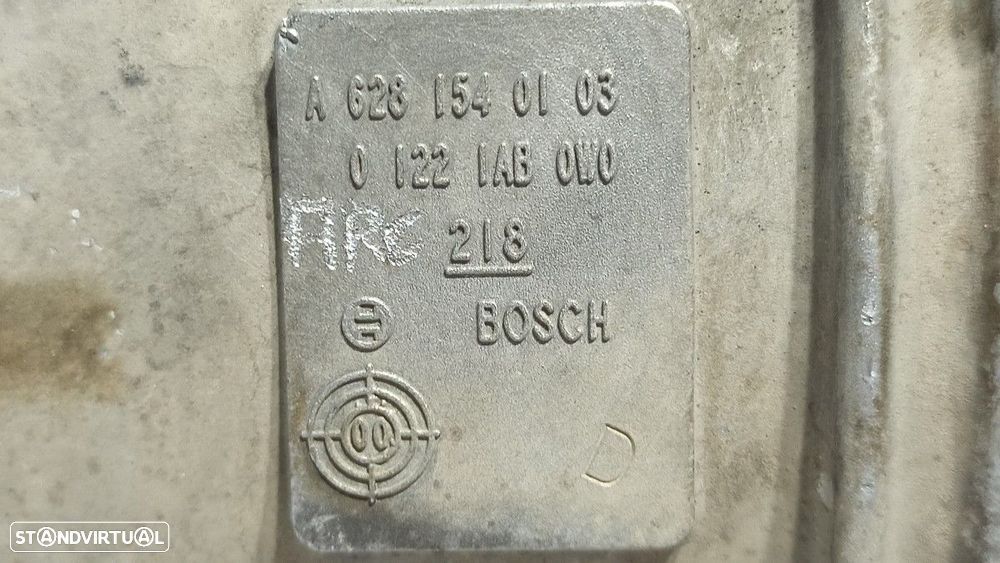 A 628 154 01 03
0 122 1AB 0W0
ARC 218
BOSCH
00
D
STANDVIRTUAL